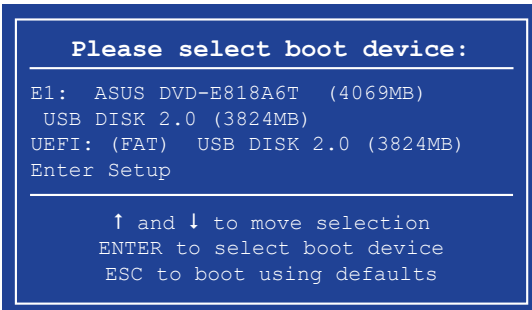 Please select boot device:
E1: ASUS DVD-E818A6T (4069MB)
USB DISK 2.0 (3824MB)
UEFI: (FAT) USB DISK 2.0 (3824MB)
Enter Setup
↑ and ↓ to move selection
ENTER to select boot device
ESC to boot using defaults